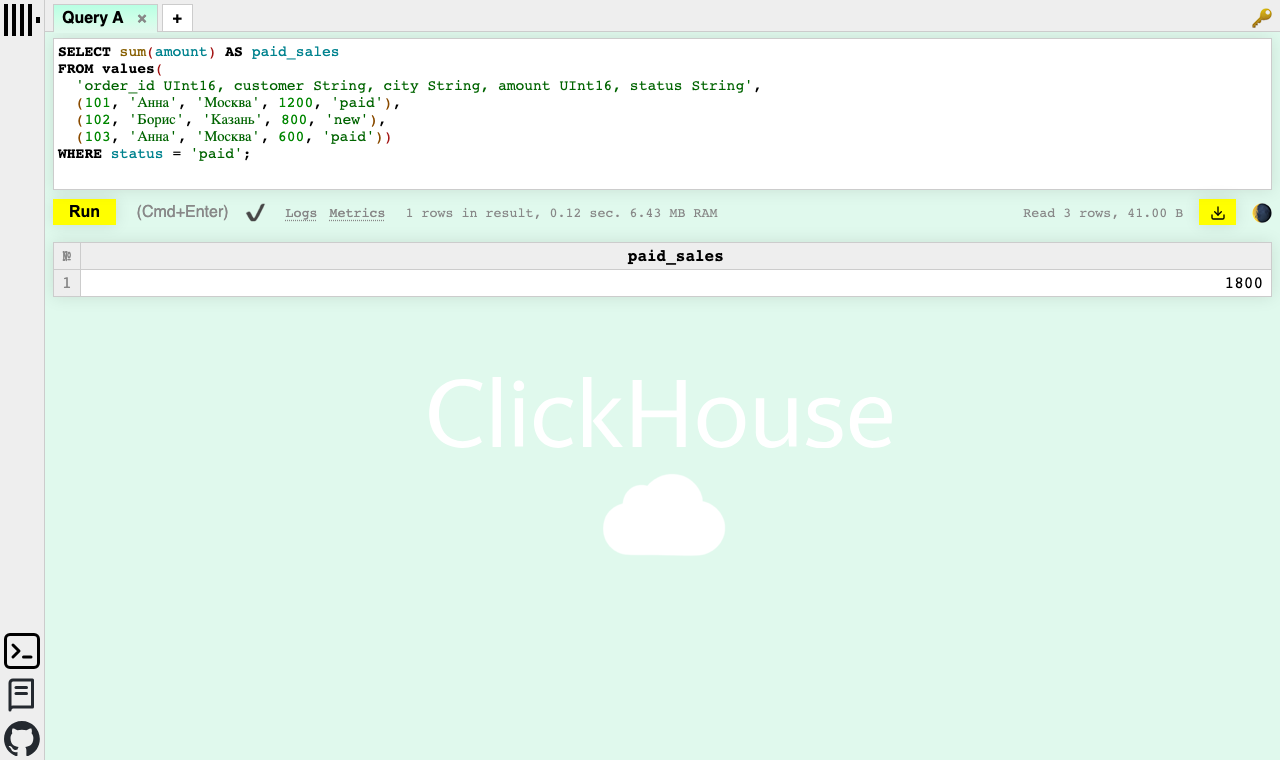 Query A × +
SELECT sum(amount) AS paid_sales
FROM values(
'order_id UInt16, customer String, city String, amount UInt16, status String',
(101, 'Анна', 'Москва', 1200, 'paid'),
(102, 'Борис', 'Казань', 800, 'new'),
(103, 'Анна', 'Москва', 600, 'paid'))
WHERE status = 'paid';
Run (Cmd+Enter) ✔ Logs Metrics 1 rows in result, 0.12 sec. 6.43 MB RAM Read 3 rows, 41.00 B
№ paid_sales
1 1800
ClickHouse